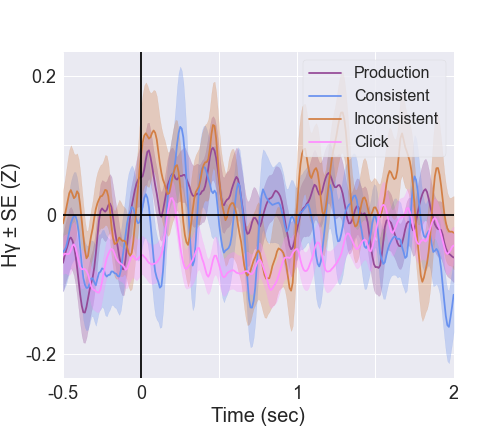 Production
Consistent
Inconsistent
Click
0.2
0
-0.2
Hγ ± SE (Z)
-0.5
0
1
2
Time (sec)